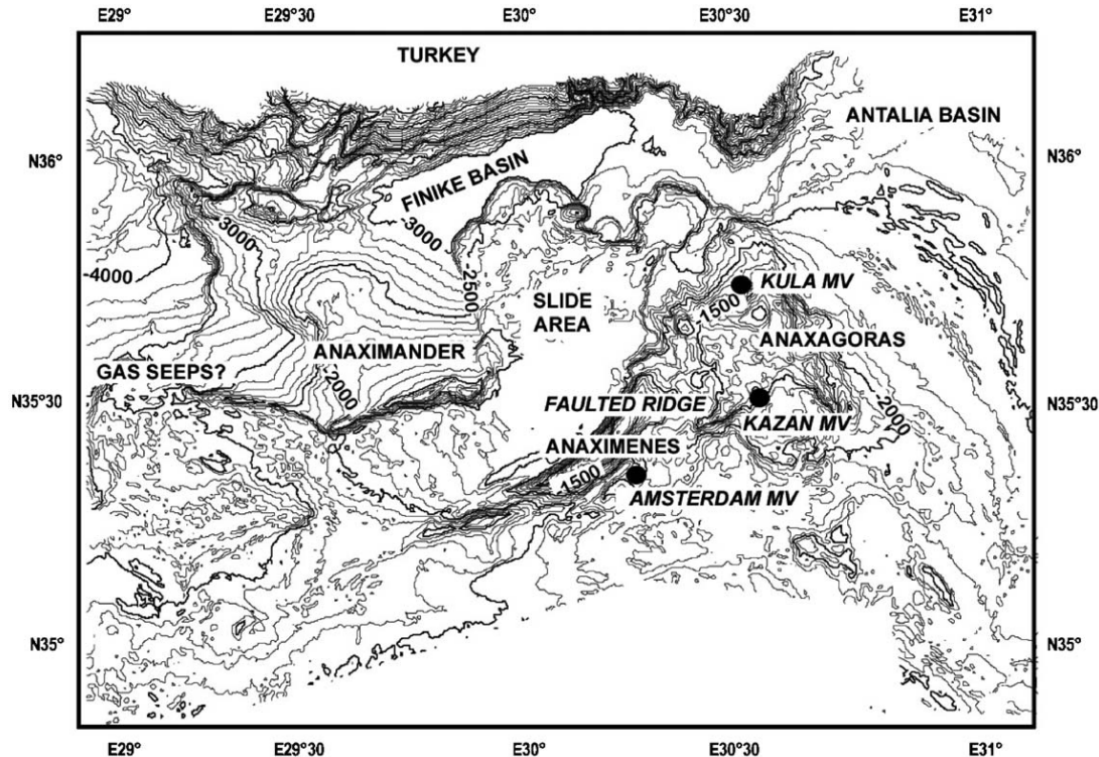 E29° E29°30 E30° E30°30 E31°
TURKEY
ANTALIA BASIN
N36° N36°
FINIKE BASIN
-3000
-3000
-4000
-2500
KULA MV
SLIDE
AREA
-1500
ANAXAGORAS
ANAXIMANDER
GAS SEEPS?
-2000
-2000
N35°30 N35°30
FAULTED RIDGE
KAZAN MV
ANAXIMENES
-1500
AMSTERDAM MV
N35° N35°
E29° E29°30 E30° E30°30 E31°